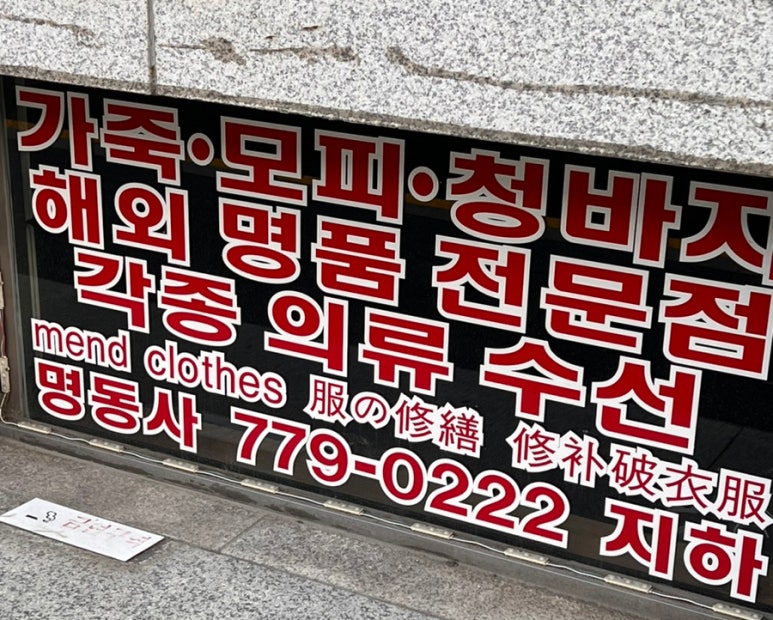 가죽·모피·청바지
해외 명품 전문점
각종 의류 수선
mend clothes 服の修繕 修补破衣服
명동사 779-0222 지하